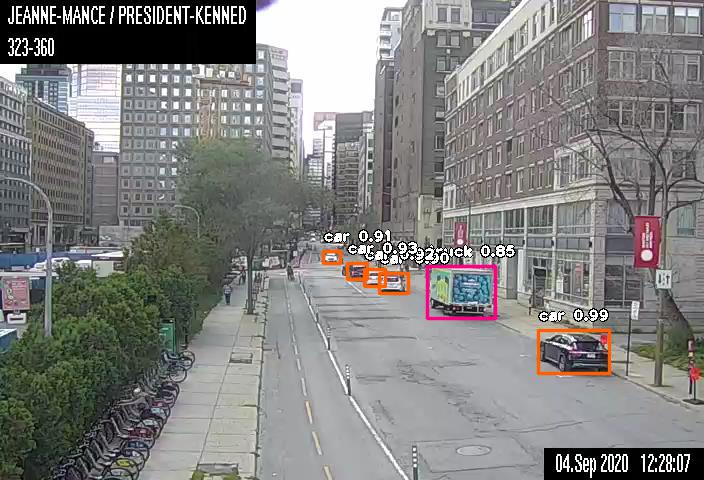 JEANNE-MANCE / PRESIDENT-KENNED
323-360
car 0.91
car 0.93
truck 0.85
car 0.99
04.Sep 2020 12:28:07